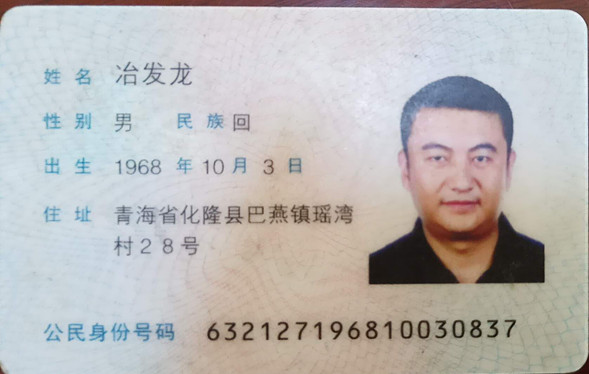 姓名 冶发龙
性别 男 民族 回
出生 1968 年 10 月 3 日
住址 青海省化隆县巴燕镇瑶湾
村28号
公民身份号码 632127196810030837